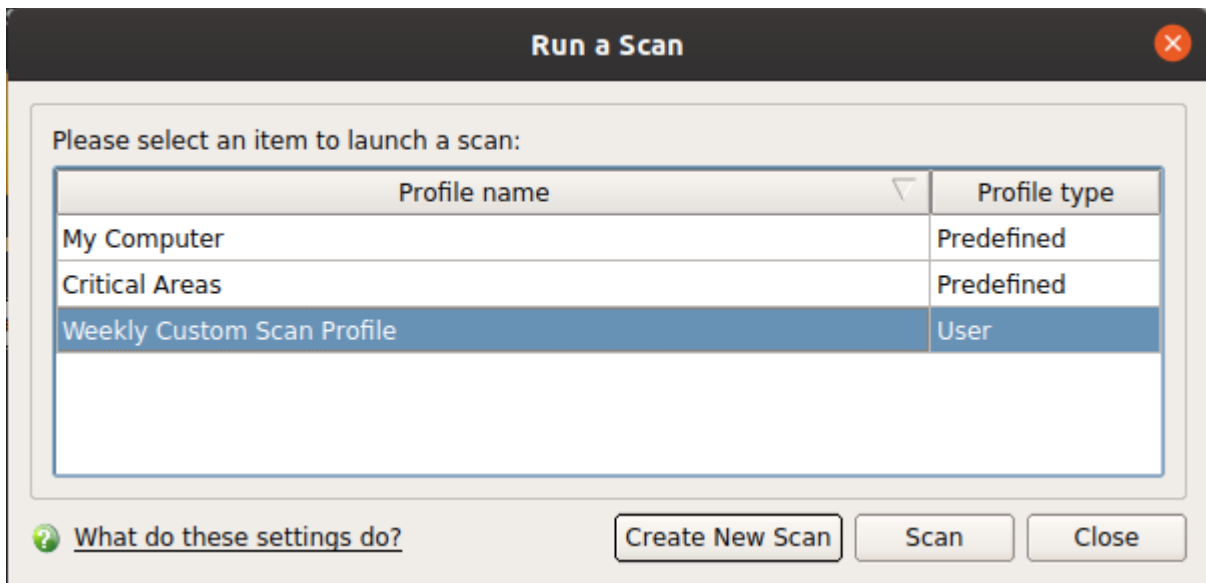 Run a Scan
Please select an item to launch a scan:
Profile name Profile type
My Computer Predefined
Critical Areas Predefined
Weekly Custom Scan Profile User
What do these settings do? Create New Scan Scan Close